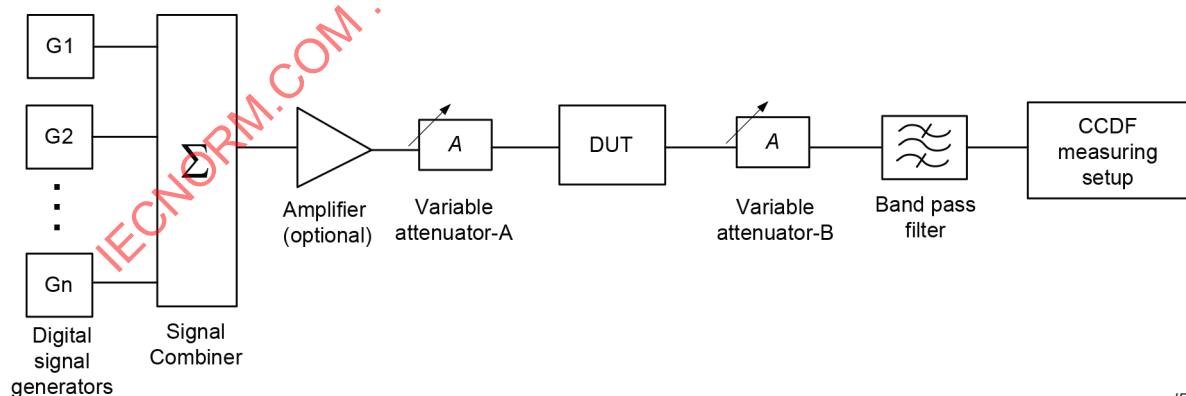 G1
G2
Gn
Digital
signal
generators
Σ
Signal
Combiner
Amplifier
(optional)
A
Variable
attenuator-A
DUT
A
Variable
attenuator-B
Band pass
filter
CCDF
measuring
setup
IECNORM.COM